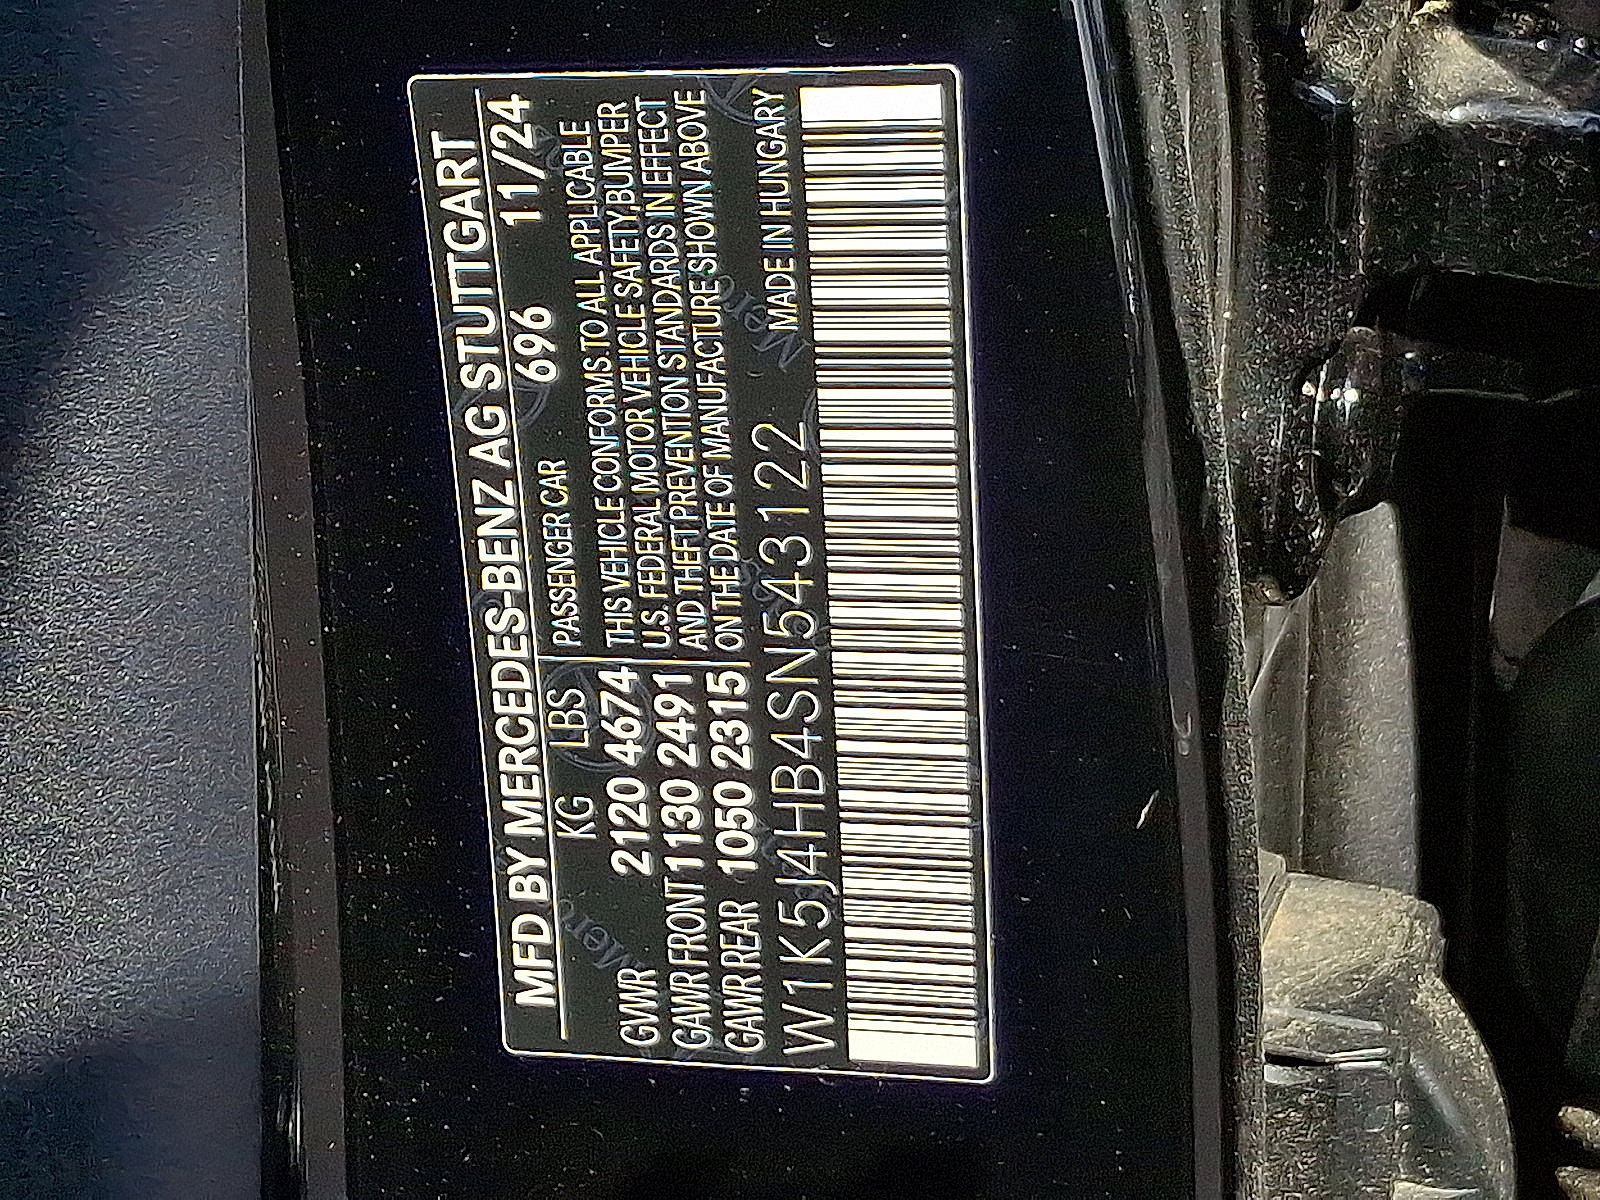 MFD BY MERCEDES-BENZ AG STUTTGART
696 11/24
KG LBS PASSENGER CAR
GVWR 2120 4674
GAWR FRONT 1130 2491
GAWR REAR 1050 2315
THIS VEHICLE CONFORMS TO ALL APPLICABLE
U.S. FEDERAL MOTOR VEHICLE SAFETY,BUMPER
AND THEFT PREVENTION STANDARDS IN EFFECT
ON THE DATE OF MANUFACTURE SHOWN ABOVE
W1K5J4HB4SN543122 MADE IN HUNGARY